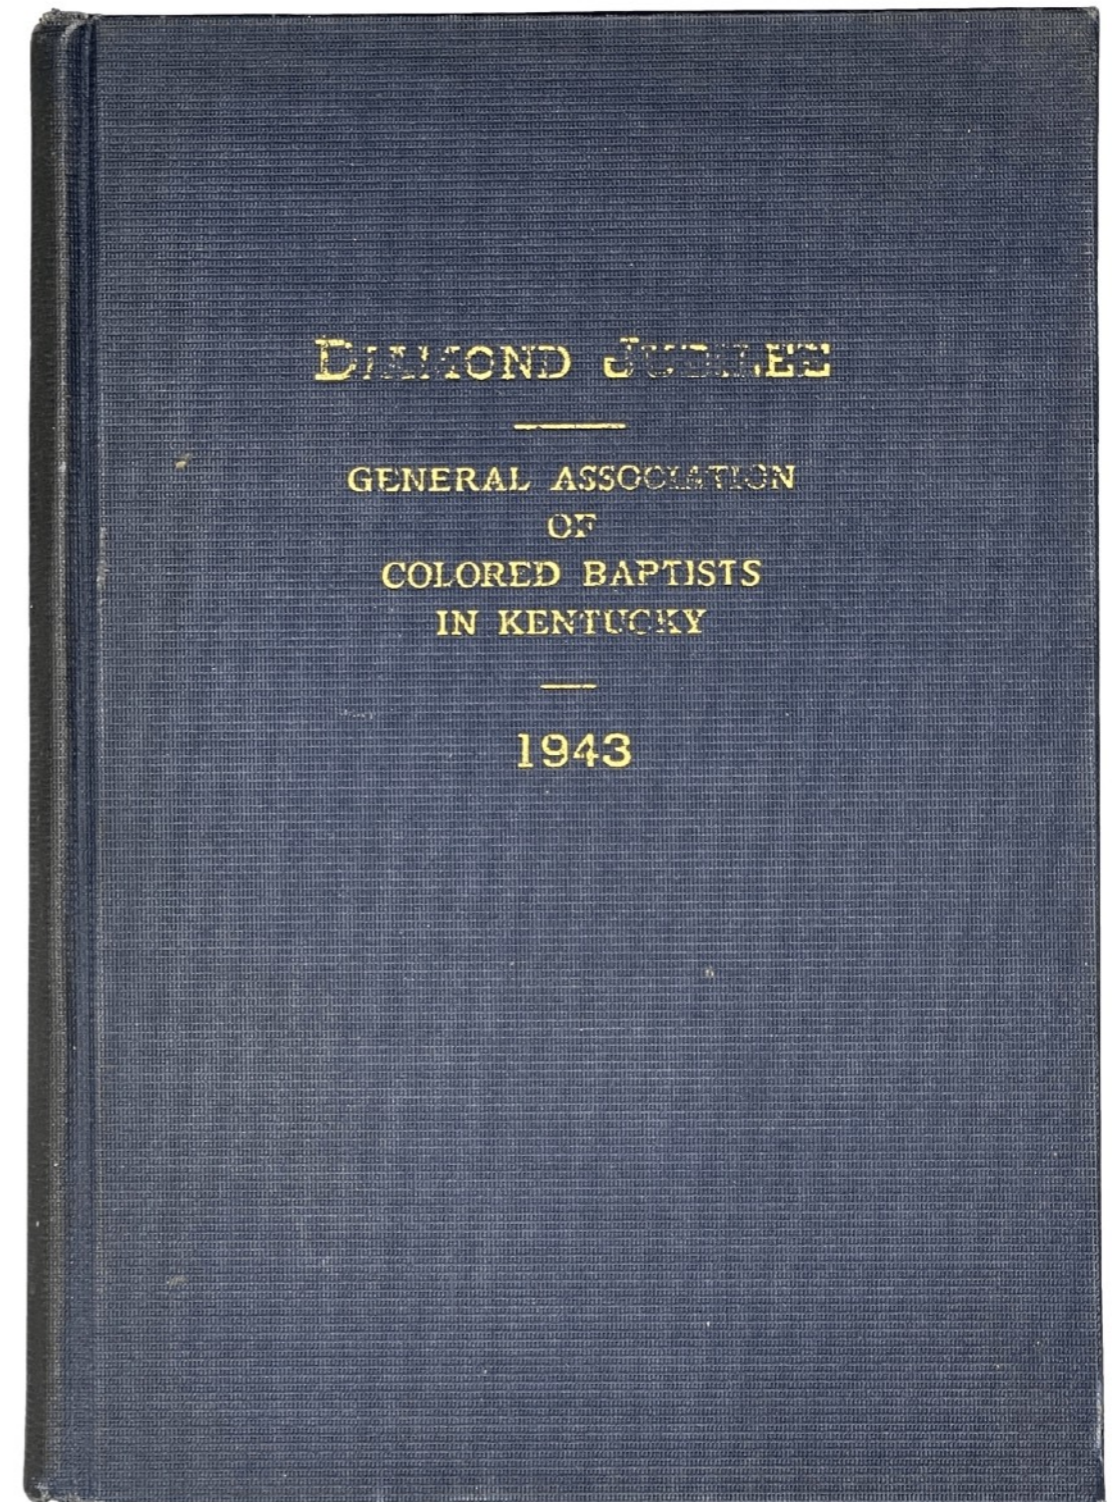 DIAMOND JUBILEE
GENERAL ASSOCIATION
OF
COLORED BAPTISTS
IN KENTUCKY
1943